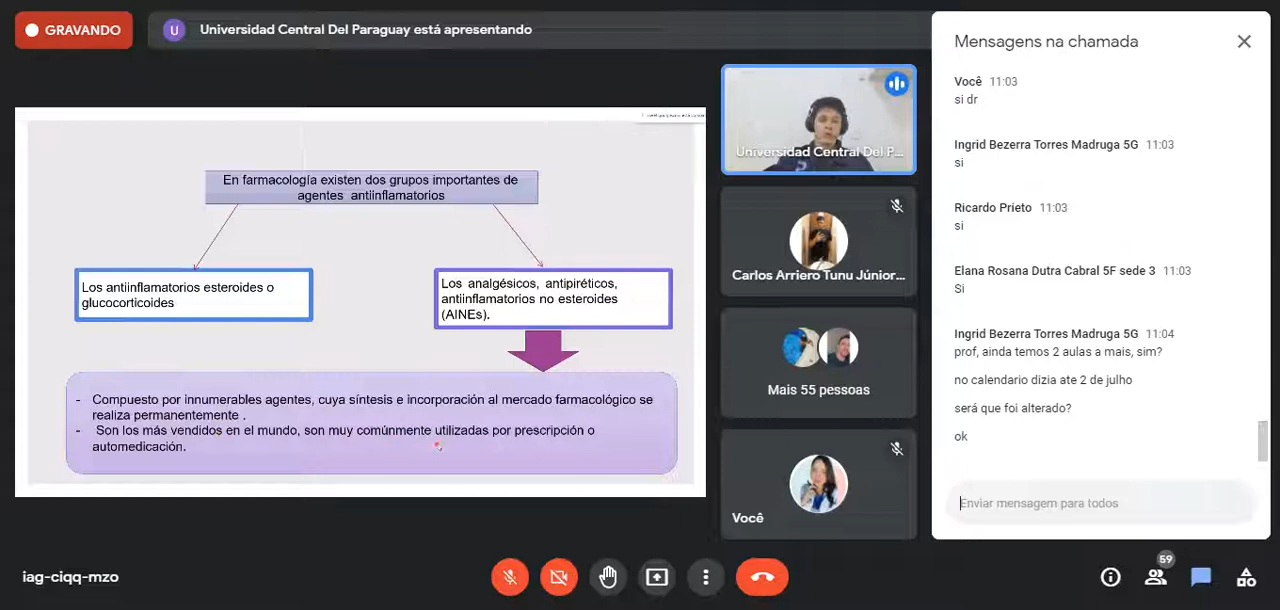 GRAVANDO
U
Universidad Central Del Paraguay está apresentando
En farmacología existen dos grupos importantes de
agentes antiinflamatorios
Los antiinflamatorios esteroides o
glucocorticoides
Los analgésicos, antipiréticos,
antiinflamatorios no esteroides
(AINEs).
- Compuesto por innumerables agentes, cuya síntesis e incorporación al mercado farmacológico se
realiza permanentemente .
- Son los más vendidos en el mundo, son muy comúnmente utilizadas por prescripción o
automedicación.
Universidad Central Del P...
Carlos Arriero Tunu Júnior...
Mais 55 pessoas
Você
Mensagens na chamada
Você 11:03
si dr
Ingrid Bezerra Torres Madruga 5G 11:03
si
Ricardo Prieto 11:03
si
Elana Rosana Dutra Cabral 5F sede 3 11:03
Si
Ingrid Bezerra Torres Madruga 5G 11:04
prof, ainda temos 2 aulas a mais, sim?
no calendario dizia ate 2 de julho
será que foi alterado?
ok
Enviar mensagem para todos
iag-ciqq-mzo
59